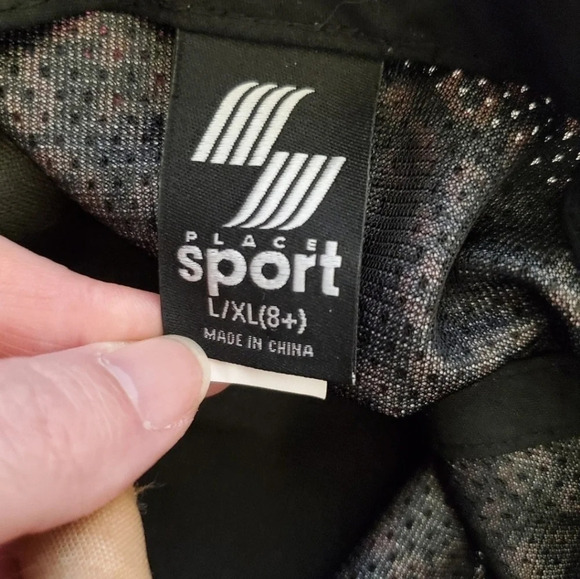 PLACE
sport
L/XL(8+)
MADE IN CHINA